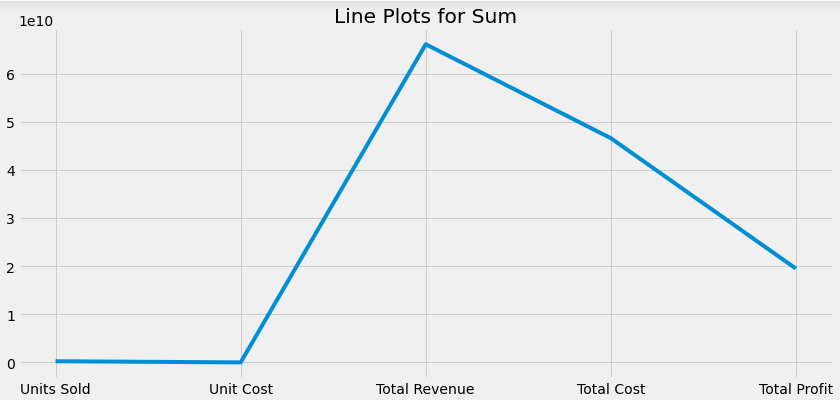 Line Plots for Sum
1e10
6
5
4
3
2
1
0
Units Sold Unit Cost Total Revenue Total Cost Total Profit